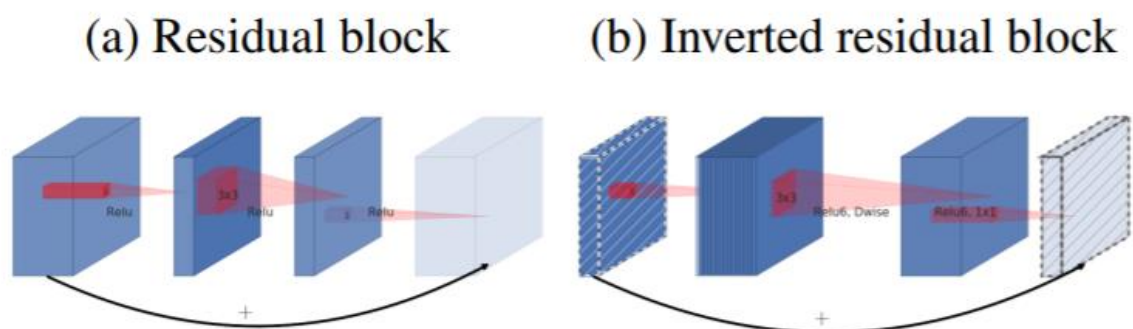 (a) Residual block
Relu
3x3
Relu
Relu
+
(b) Inverted residual block
3x3
Relu6, Dwise
Relu6, 1x1
+